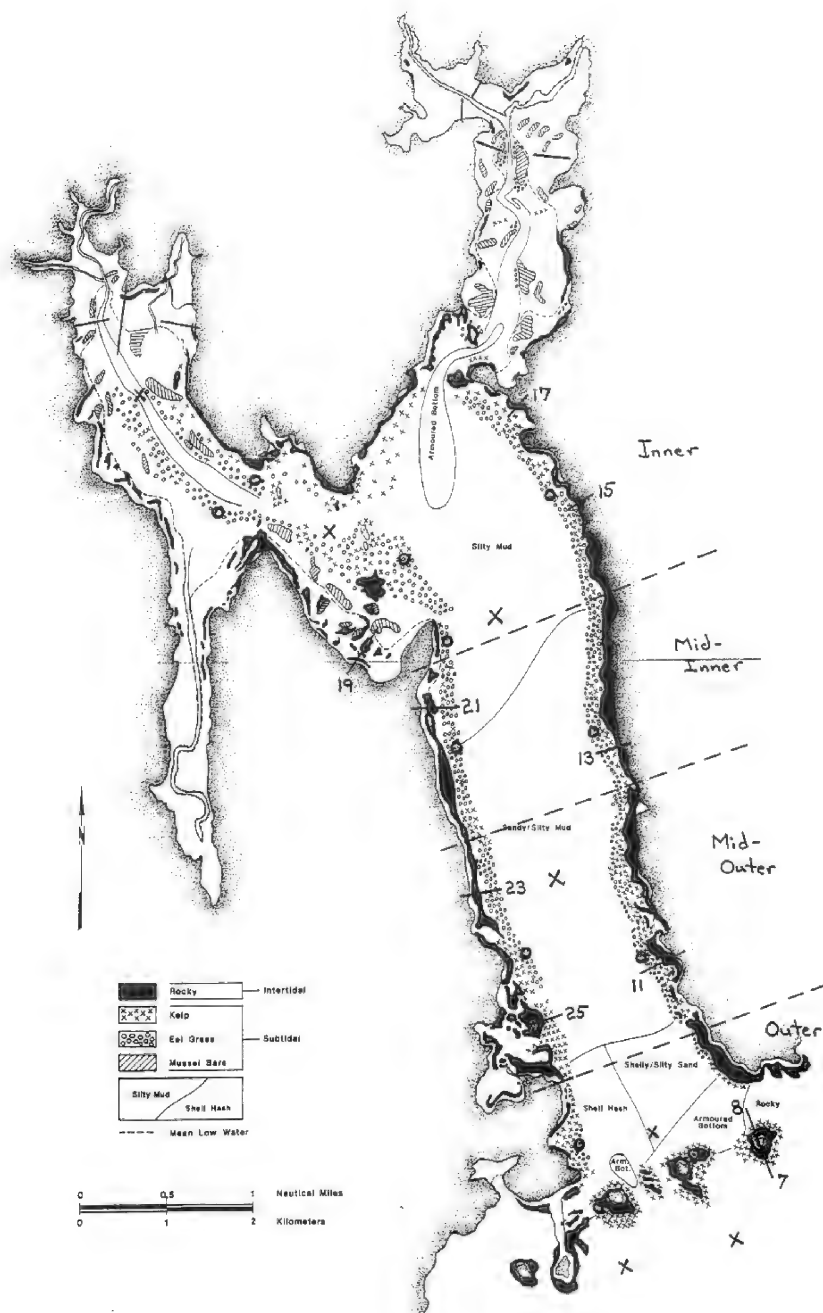 17
Inner
Armoured Bottom
15
Silty Mud
Mid-
Inner
19
21
13
N
Sandy/Silty Mud
Mid-
Outer
23
11
25
Outer
Rocky
Intertidal
Kelp
Eel Grass
Subtidal
Mussel Bars
Silty Mud
Shell Hash
Mean Low Water
Shelly/Silty Sand
Shell Hash
8
Rocky
Armoured
Bottom
Arm.
Bot.
7
0 0.5 1 Nautical Miles
0 2 Kilometers